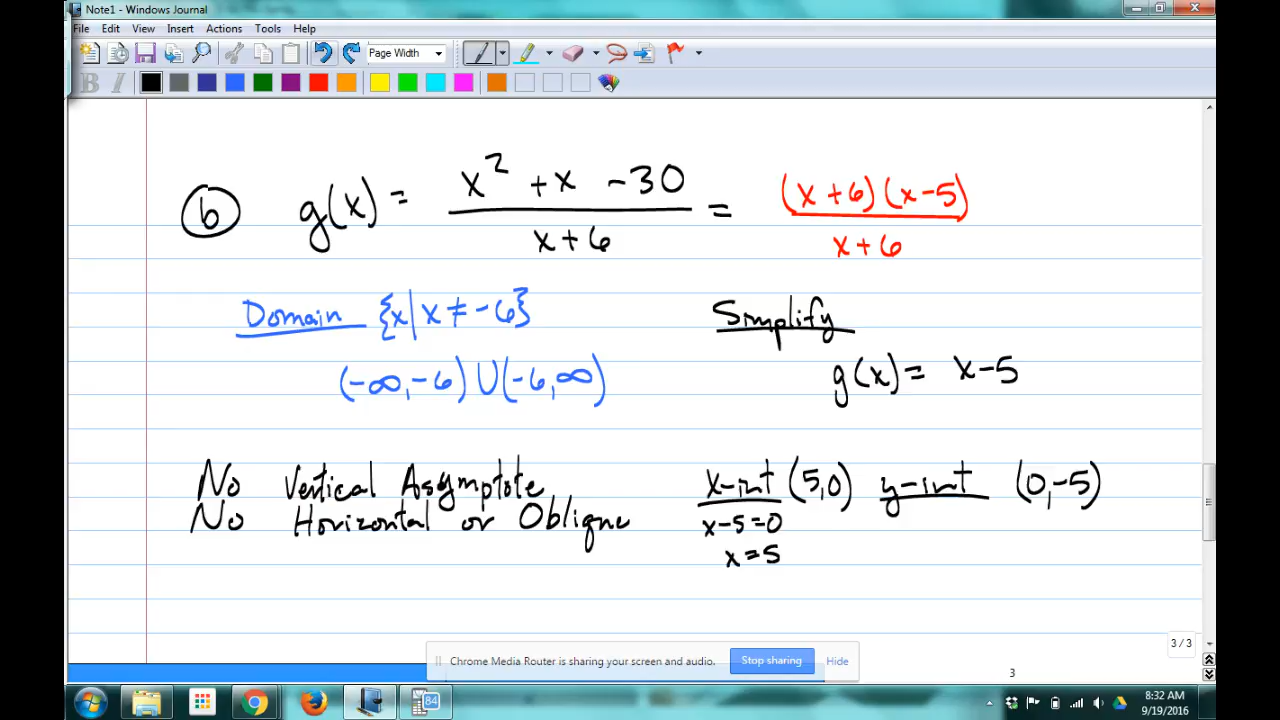 Note1 - Windows Journal
File Edit View Insert Actions Tools Help
Page Width
B I
b g(x) = x² + x - 30 / x + 6 = (x + 6)(x - 5) / x + 6
Domain {x | x ≠ -6} Simplify
(-∞, -6) ∪ (-6, ∞) g(x) = x - 5
No Vertical Asymptote x-int (5,0) y-int (0,-5)
No Horizontal or Oblique x-5=0
x=5
3/3
Chrome Media Router is sharing your screen and audio. Stop sharing Hide
3
84
8:32 AM
9/19/2016